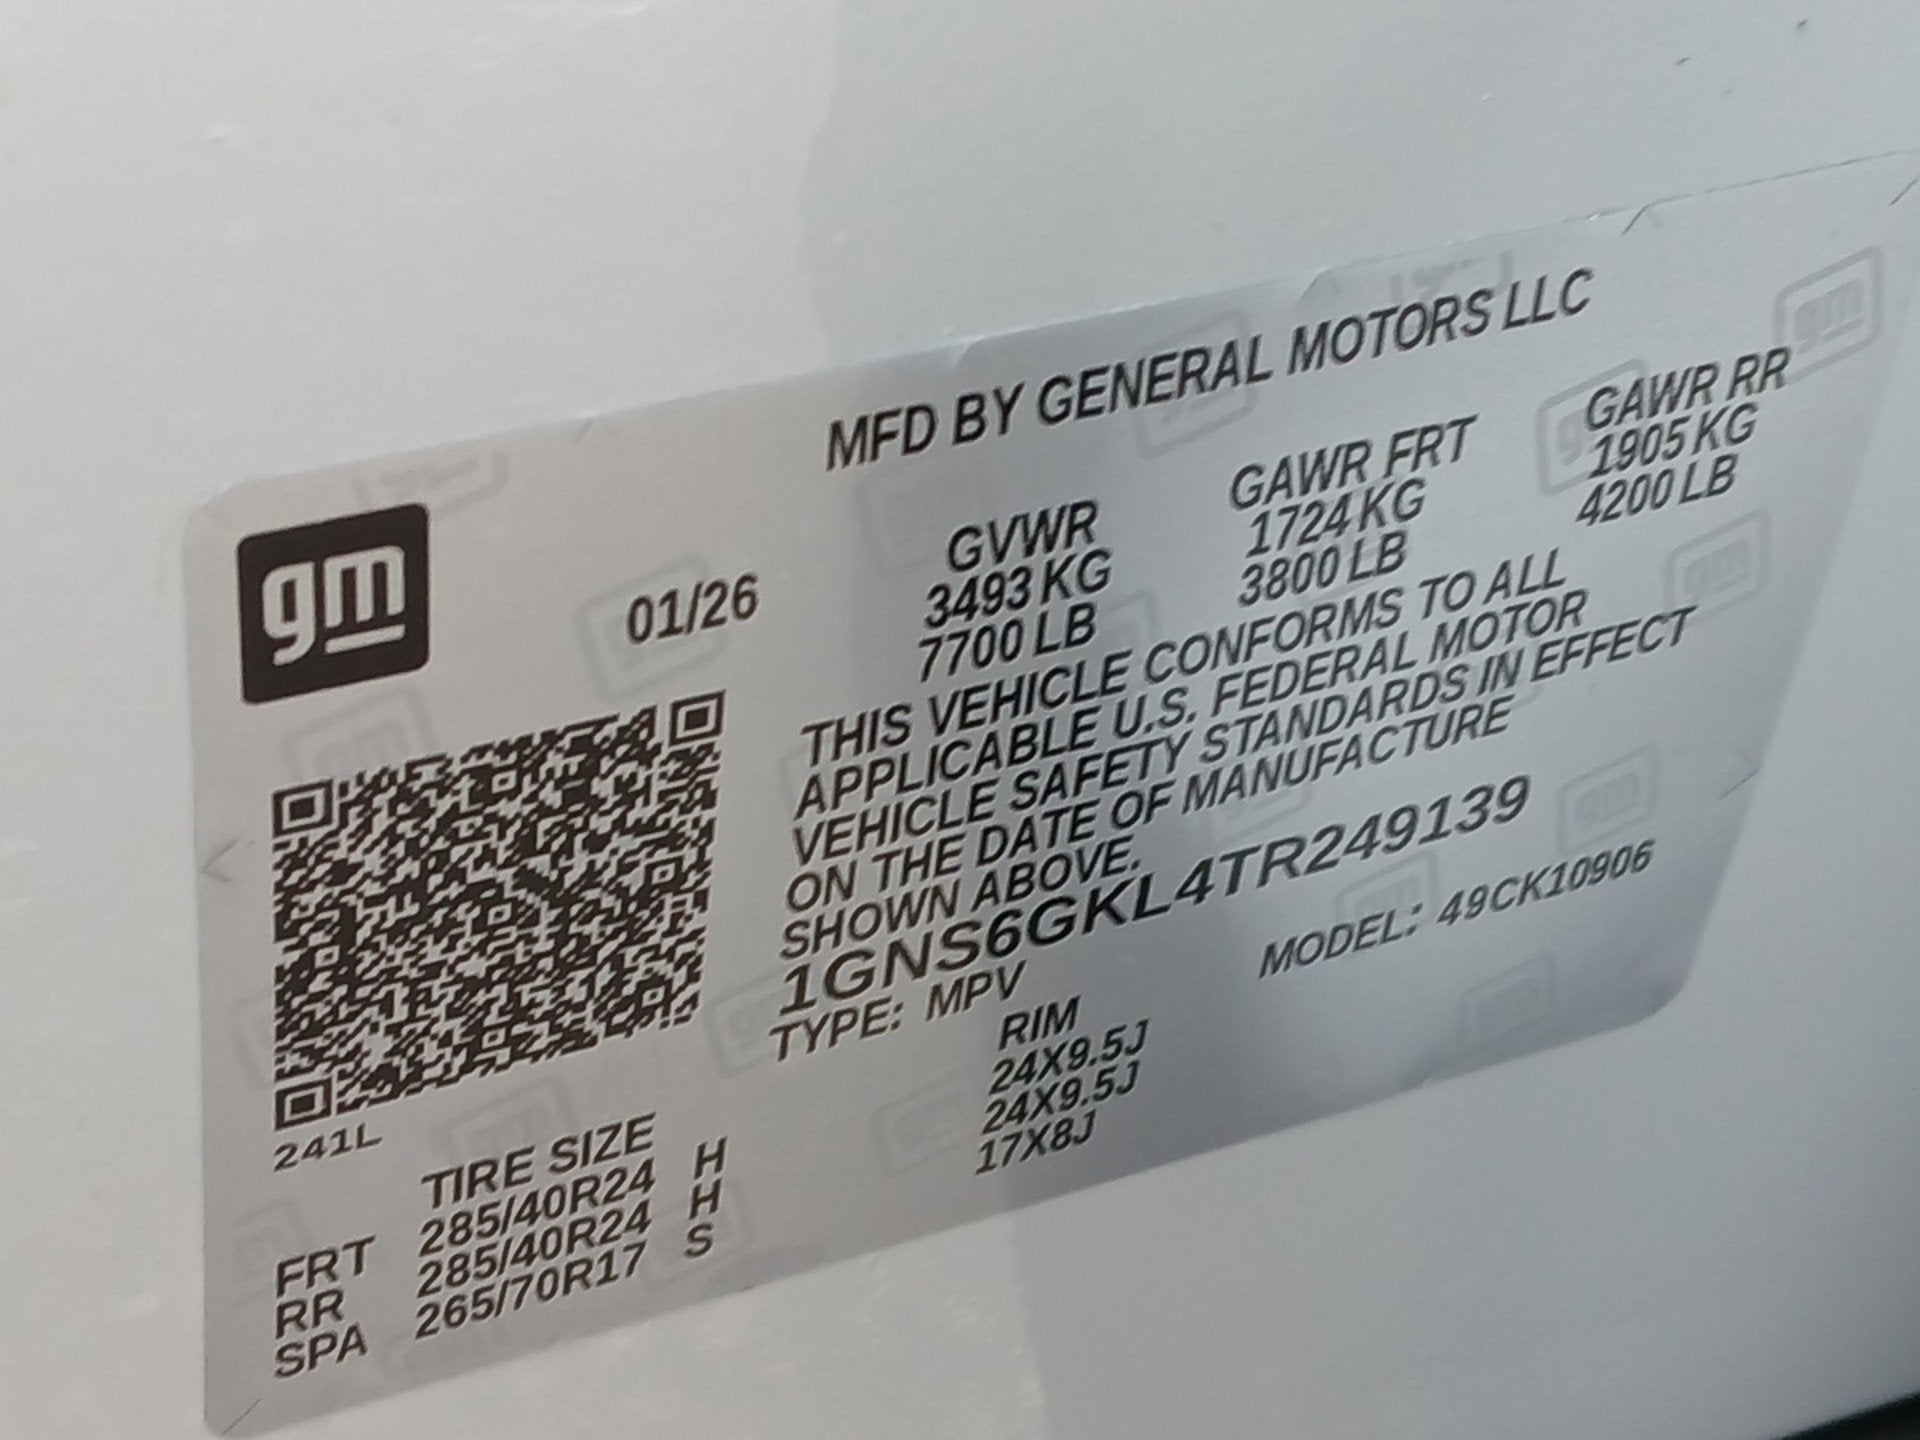 MFD BY GENERAL MOTORS LLC
gm
01/26
GVWR GAWR FRT GAWR RR
3493 KG 1724 KG 1905 KG
7700 LB 3800 LB 4200 LB
THIS VEHICLE CONFORMS TO ALL
APPLICABLE U.S. FEDERAL MOTOR
VEHICLE SAFETY STANDARDS IN EFFECT
ON THE DATE OF MANUFACTURE
SHOWN ABOVE.
1GNS6GKL4TR249139
TYPE: MPV MODEL: 49CK10906
241L
TIRE SIZE RIM
FRT 285/40R24 H 24X9.5J
RR 285/40R24 H 24X9.5J
SPA 265/70R17 S 17X8J